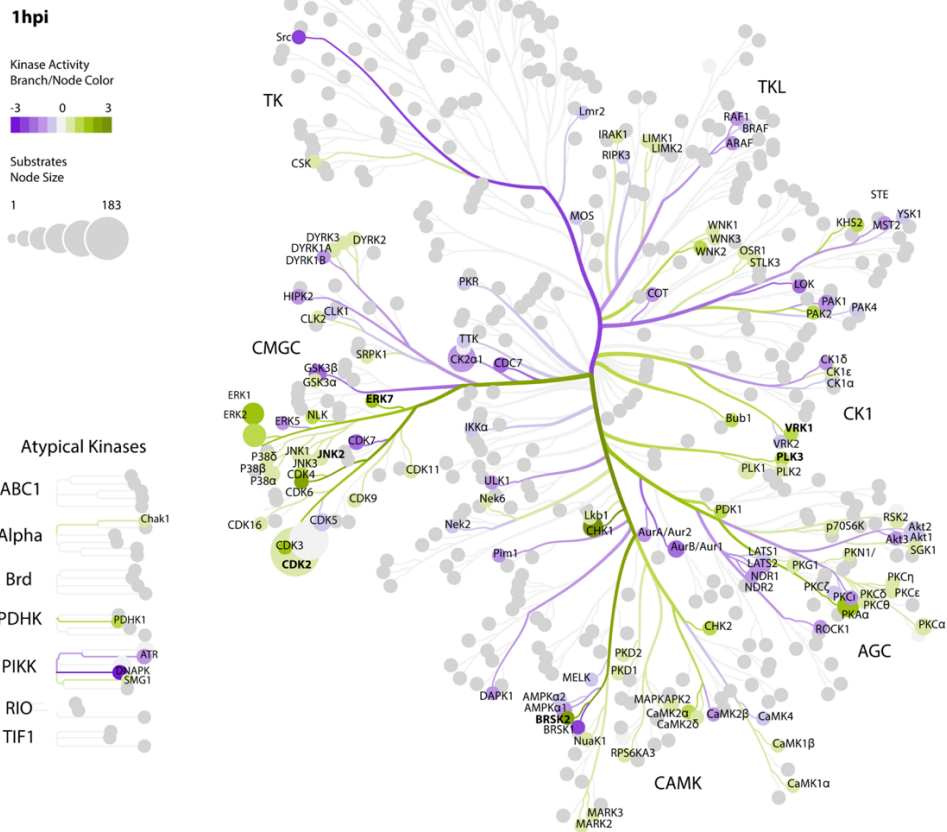 1hpi
Kinase Activity
Branch/Node Color
-3 0 3
Substrates
Node Size
1 183
Src
TK
CSK
Lmr2
TKL
IRAK1
RIPK3
LIMK1
LIMK2
RAF1
BRAF
ARAF
MOS
STE
WNK1
WNK3
WNK2
OSR1
STLK3
KHS2
YSK1
MST2
COT
LOK
PAK1
PAK2
PAK4
DYRK3
DYRK2
DYRK1A
DYRK1B
HIPK2
CLK1
CLK2
PKR
TTK
CK2α1
CDC7
CMGC
SRPK1
GSK3β
GSK3α
ERK1
ERK2
ERK7
ERK5
NLK
CDK7
P38δ
P38β
P38α
JNK1
JNK2
JNK3
CDK4
CDK6
CDK11
CDK9
CDK16
CDK5
CDK3
CDK2
IKKα
ULK1
Nek6
Nek2
Pim1
CK1δ
CK1ε
CK1α
CK1
Bub1
VRK1
VRK2
PLK3
PLK1
PLK2
Lkb1
CHK1
AurA/Aur2
AurB/Aur1
PDK1
LATS1
LATS2
NDR1
NDR2
p70S6K
RSK2
Akt2
Akt1
Akt3
SGK1
PKN1/
PKG1
PKCζ
PKCι
PKCδ
PKCθ
PKCη
PKCε
PKAα
PKCα
ROCK1
AGC
CHK2
PKD2
PKD1
DAPK1
MELK
AMPKα2
AMPKα1
BRSK2
BRSK1
NuaK1
MAPKAPK2
CaMK2α
CaMK2δ
CaMK2β
CaMK4
CaMK1β
CaMK1α
RPS6KA3
CAMK
MARK3
MARK2
Atypical Kinases
ABC1
Alpha
Chak1
Brd
PDHK
PDHK1
PIKK
ATR
DNAPK
SMG1
RIO
TIF1